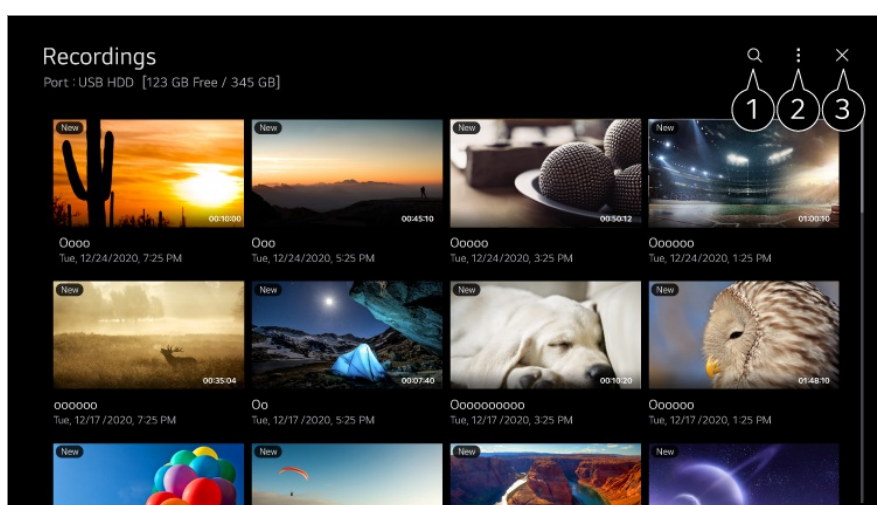 Recordings
Port : USB HDD [123 GB Free / 345 GB]
1 2 3
New New New New
00:10:00 00:45:10 00:50:12 01:00:10
Oooo Ooo Ooooo Oooooo
Tue, 12/24/2020, 7:25 PM Tue, 12/24/2020, 5:25 PM Tue, 12/24/2020, 3:25 PM Tue, 12/24/2020, 1:25 PM
New New New New
00:35:04 00:07:40 00:10:20 01:48:10
oooooo Oo Oooooooooo Oooooo
Tue, 12/17 /2020, 7:25 PM Tue, 12/17 /2020, 5:25 PM Tue, 12/17 /2020, 3:25 PM Tue, 12/17 /2020, 1:25 PM
New New New New